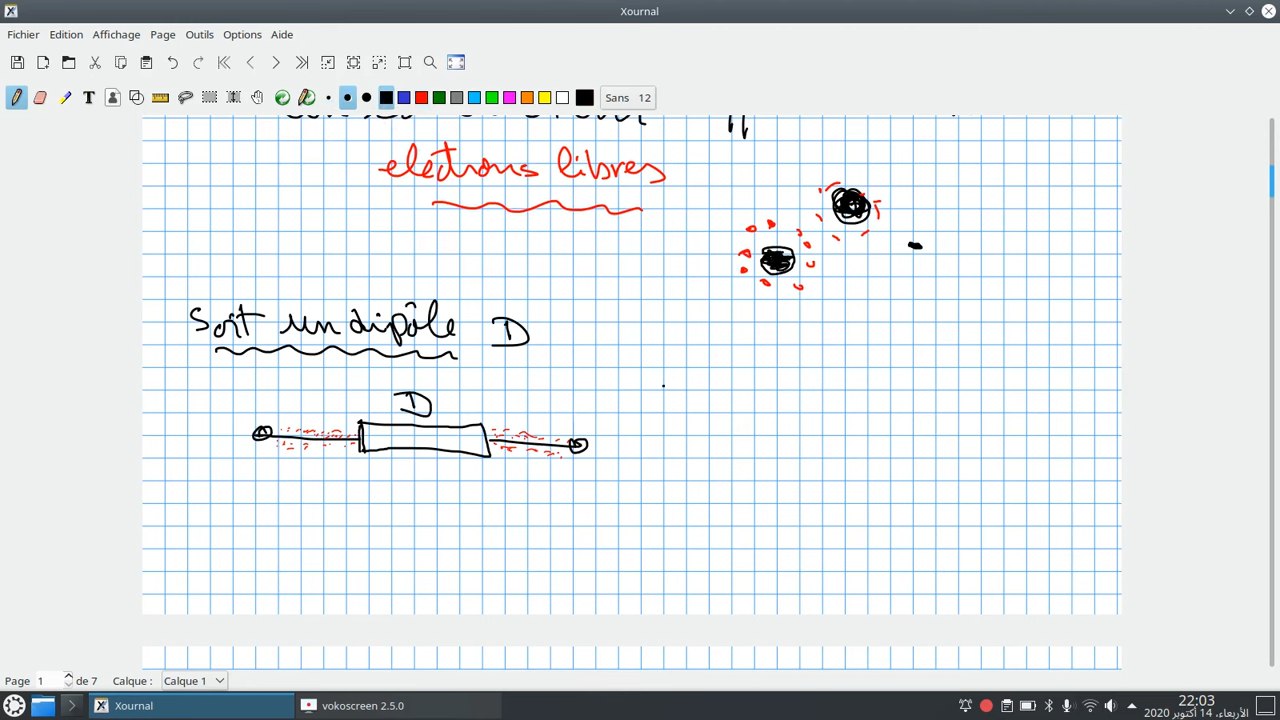 Xournal
Fichier Edition Affichage Page Outils Options Aide
Sans 12
electrons libres
Soit un dipôle D
D
Page 1 de 7 Calque : Calque 1
Xournal
vokoscreen 2.5.0
22:03
الأربعاء, 14 أكتوبر 2020